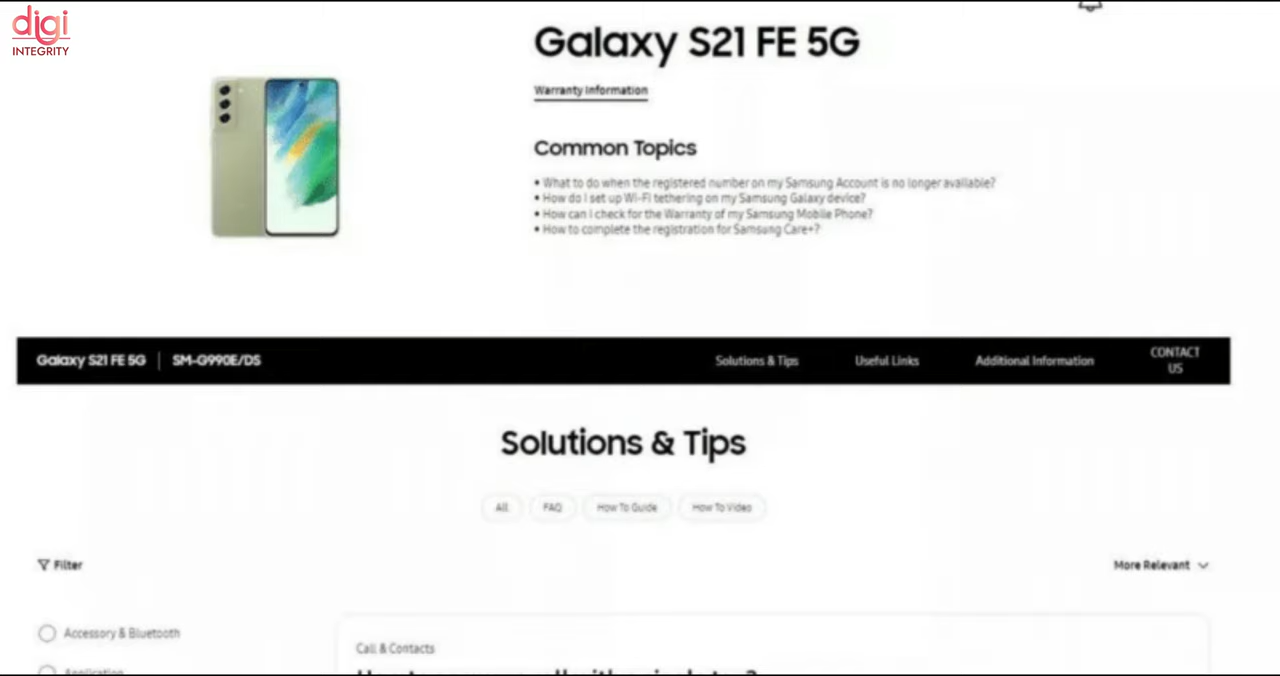 digi
INTEGRITY
Galaxy S21 FE 5G
Warranty Information
Common Topics
• What to do when the registered number on my Samsung Account is no longer available?
• How do I set up Wi-Fi tethering on my Samsung Galaxy device?
• How can I check for the Warranty of my Samsung Mobile Phone?
• How to complete the registration for Samsung Care+?
Galaxy S21 FE 5G | SM-G990E/DS Solutions & Tips Useful Links Additional Information CONTACT US
Solutions & Tips
All FAQ How To Guide How To Video
Filter More Relevant
Accessory & Bluetooth
Call & Contacts
Application